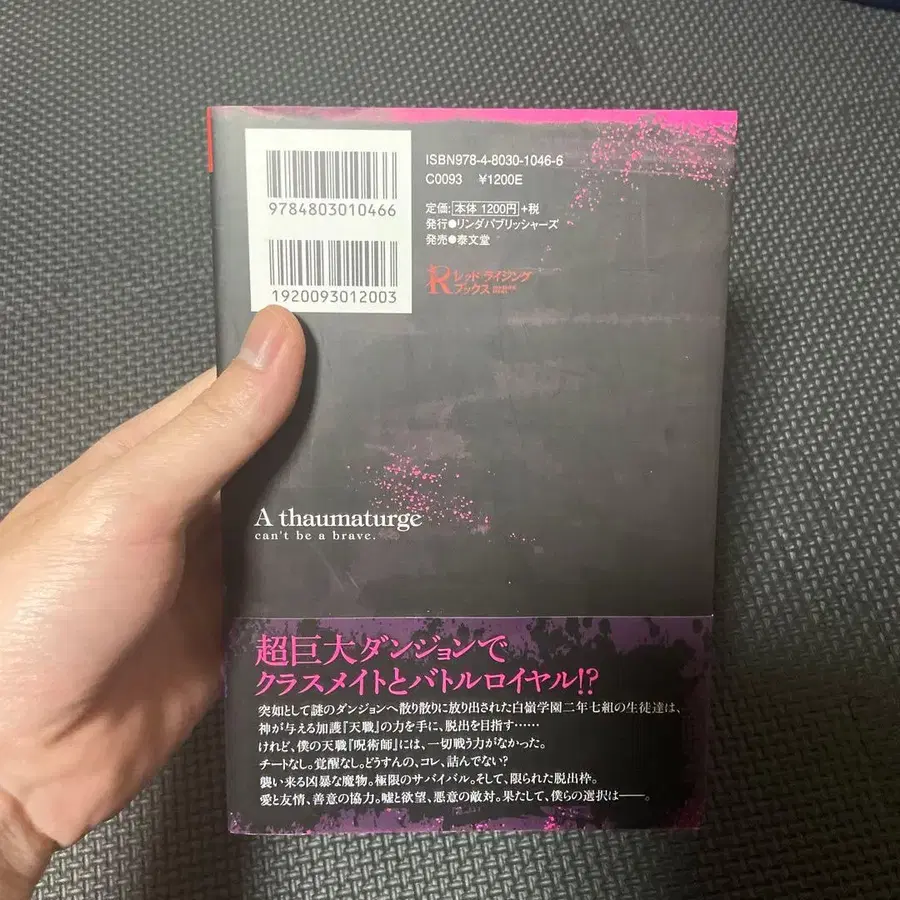 ISBN978-4-8030-1046-6
C0093 ¥1200E
9784803010466
定価:本体 1200円+税
発行●リンダパブリッシャーズ
発売●泰文堂
1920093012003
R レッドライジング
ブックス
A thaumaturge
can't be a brave.
超巨大ダンジョンで
クラスメイトとバトルロイヤル!?
突如として謎のダンジョンへ散り散りに放り出された白嶺学園二年七組の生徒達は、
神が与える加護『天職』の力を手に、脱出を目指す……
けれど、僕の天職『呪術師』には、一切戦う力がなかった。
チートなし。覚醒なし。どうすんの、コレ、詰んでない?
襲い来る凶暴な魔物。極限のサバイバル。そして、限られた脱出枠。
愛と友情、善意の協力。嘘と欲望、悪意の敵対。果たして、僕らの選択は――。